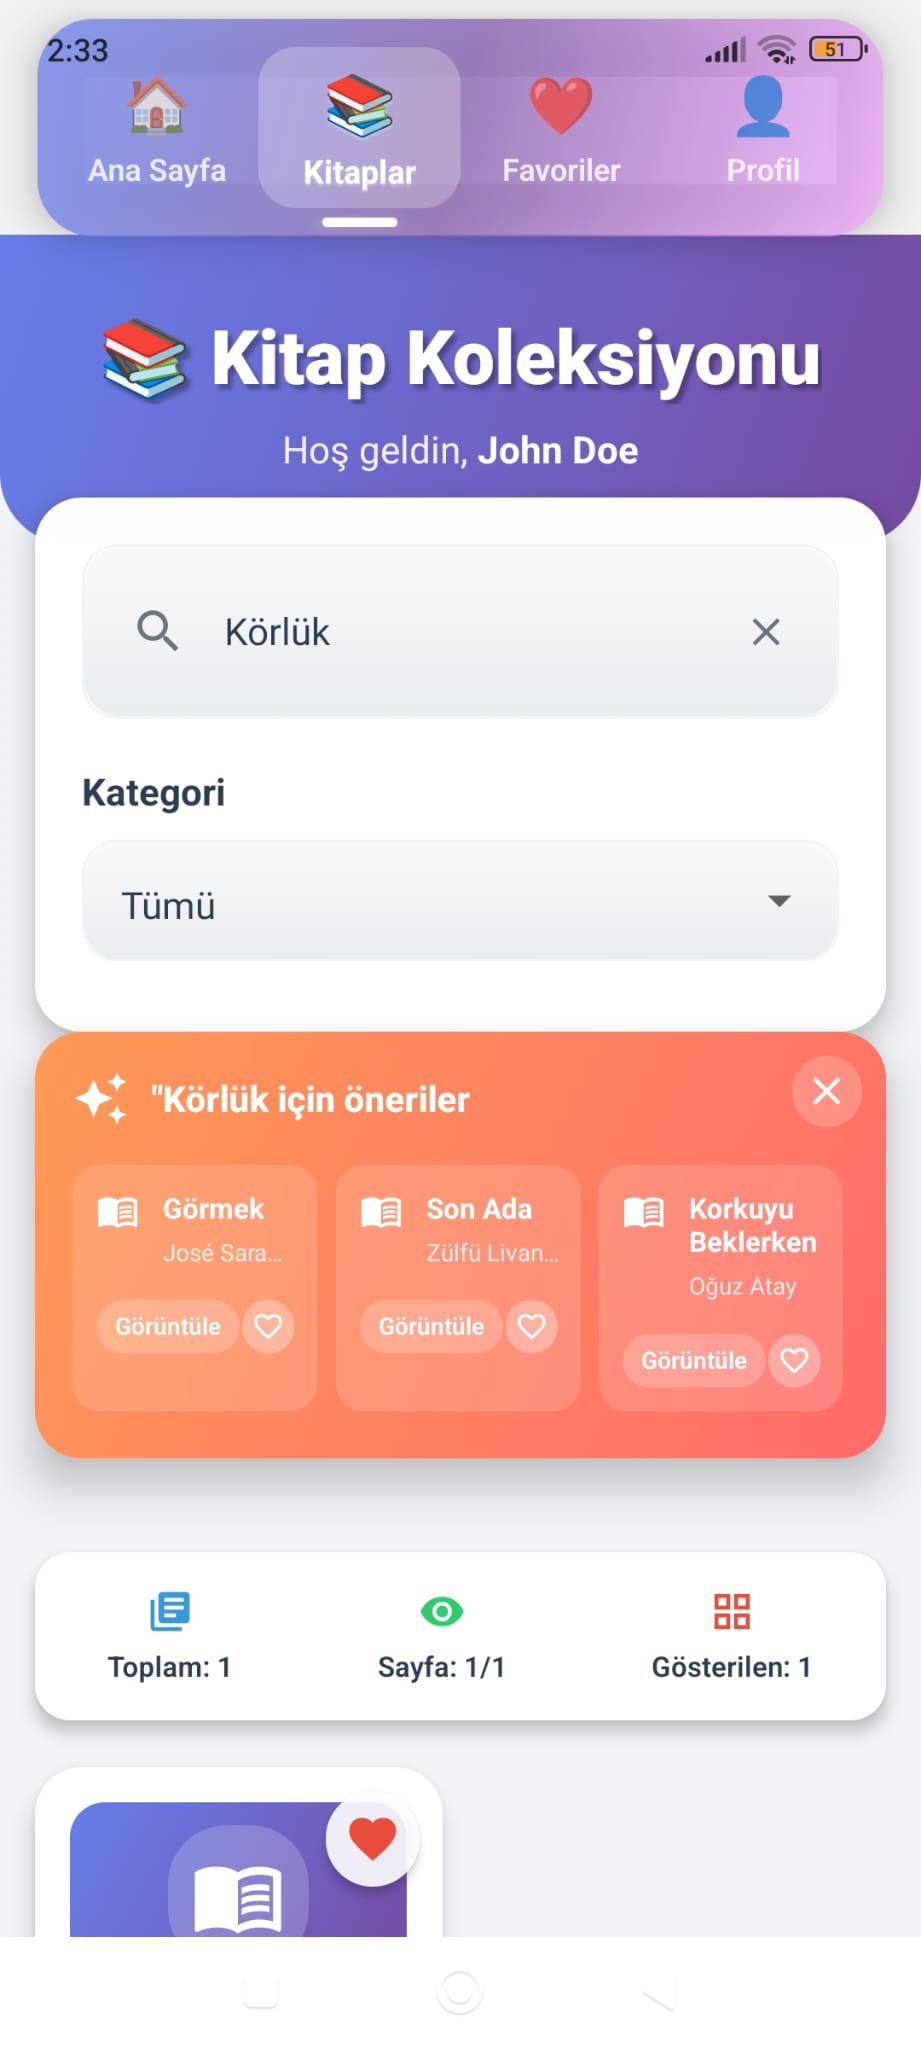 2:33
51
Ana Sayfa
Kitaplar
Favoriler
Profil
Kitap Koleksiyonu
Hoş geldin, John Doe
Körlük
Kategori
Tümü
"Körlük için öneriler
Görmek
José Sara...
Görüntüle
Son Ada
Zülfü Livan...
Görüntüle
Korkuyu
Beklerken
Oğuz Atay
Görüntüle
Toplam: 1
Sayfa: 1/1
Gösterilen: 1